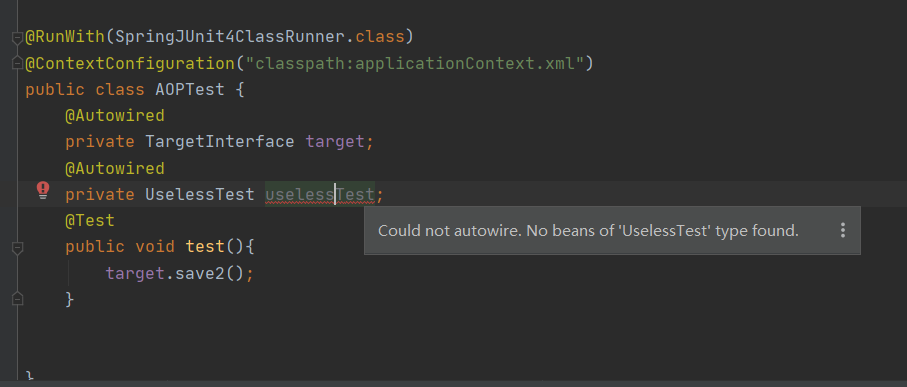 @RunWith(SpringJUnit4ClassRunner.class)
@ContextConfiguration("classpath:applicationContext.xml")
public class AOPTest {
@Autowired
private TargetInterface target;
@Autowired
private UselessTest uselessTest;
@Test
Could not autowire. No beans of 'UselessTest' type found.
public void test(){
target.save2();
}
}